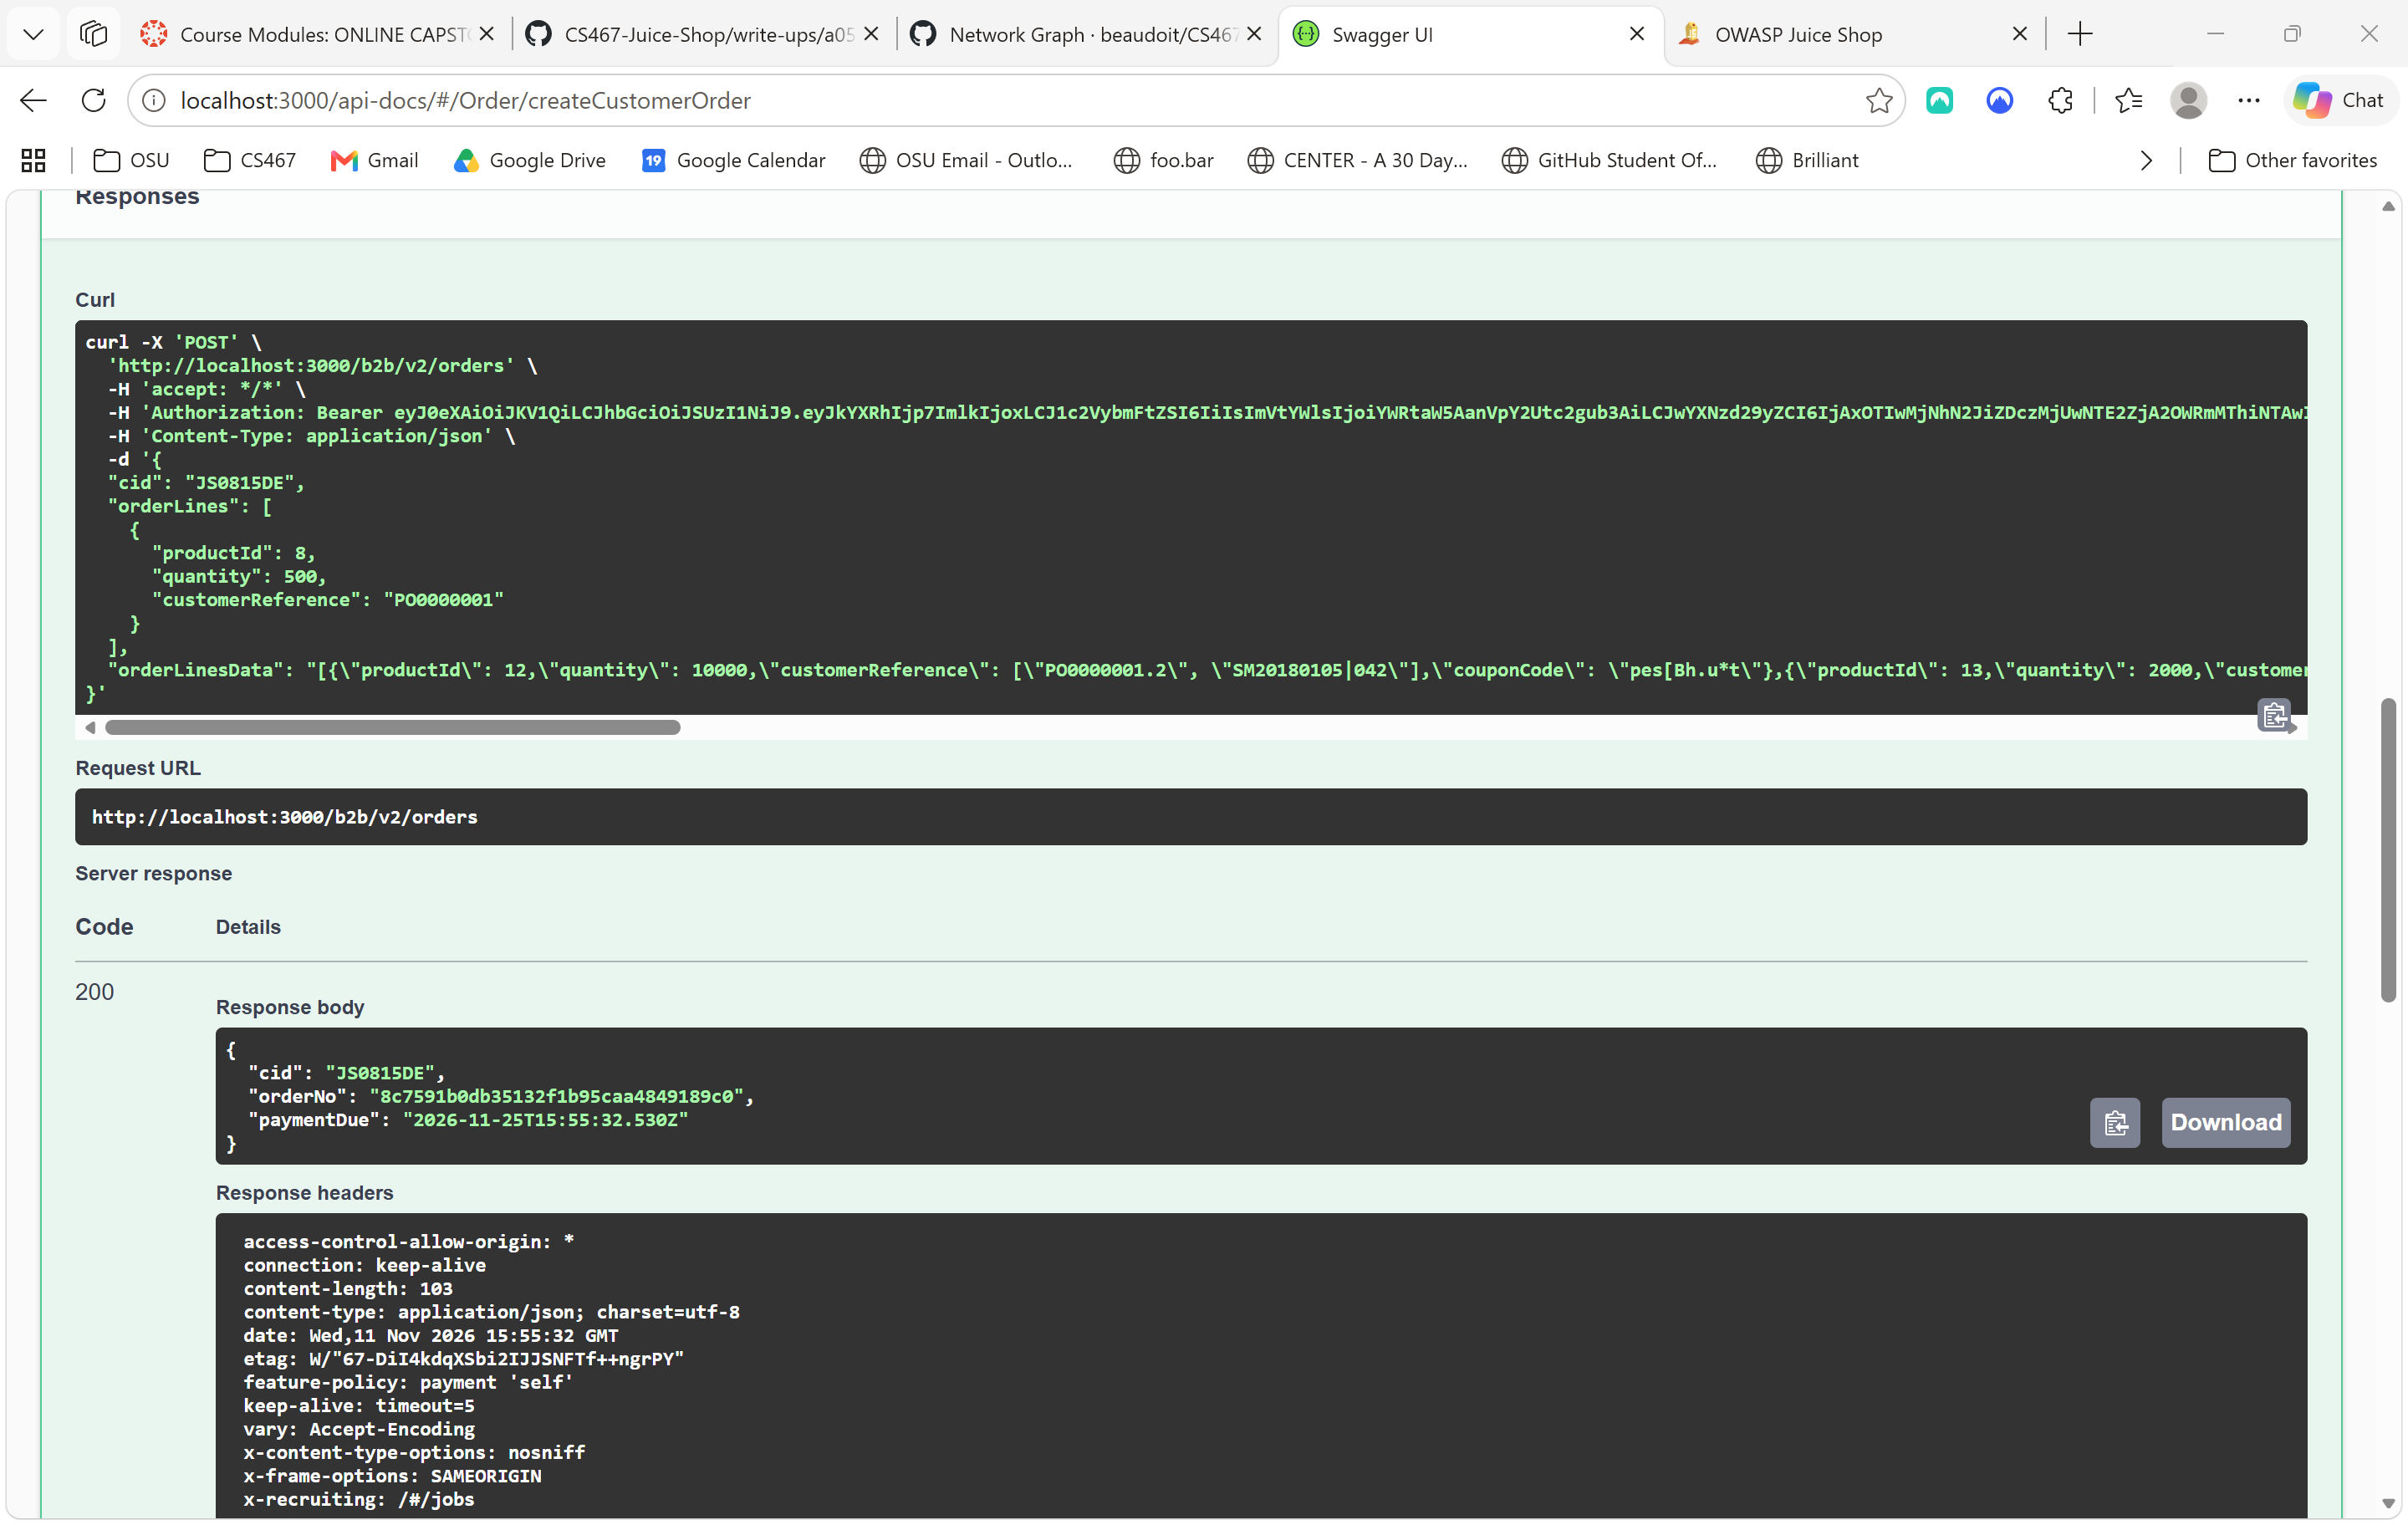 Course Modules: ONLINE CAPST
CS467-Juice-Shop/write-ups/a05
Network Graph · beaudoit/CS467
Swagger UI
OWASP Juice Shop
localhost:3000/api-docs/#/Order/createCustomerOrder
Chat
OSU
CS467
Gmail
Google Drive
19
Google Calendar
OSU Email - Outlo...
foo.bar
CENTER - A 30 Day...
GitHub Student Of...
Brilliant
Other favorites
Responses
Curl
curl -X 'POST' \
'http://localhost:3000/b2b/v2/orders' \
-H 'accept: */*' \
-H 'Authorization: Bearer eyJ0eXAiOiJKV1QiLCJhbGciOiJSUzI1NiJ9.eyJkYXRhIjp7ImlkIjoxLCJ1c2VybmFtZSI6IiIsImVtYWlsIjoiYWRtaW5AanVpY2Utc2gub3AiLCJwYXNzd29yZCI6IjAxOTIwMjNhN2JiZDczMjUwNTE2ZjA2OWRmMThiNTAwI
-H 'Content-Type: application/json' \
-d '{
"cid": "JS0815DE",
"orderLines": [
{
"productId": 8,
"quantity": 500,
"customerReference": "PO0000001"
}
],
"orderLinesData": "[{\"productId\": 12,\"quantity\": 10000,\"customerReference\": [\"PO0000001.2\", \"SM20180105|042\"],\"couponCode\": \"pes[Bh.u*t\"},{\"productId\": 13,\"quantity\": 2000,\"customer
}'
Request URL
http://localhost:3000/b2b/v2/orders
Server response
Code Details
200
Response body
{
"cid": "JS0815DE",
"orderNo": "8c7591b0db35132f1b95caa4849189c0",
"paymentDue": "2026-11-25T15:55:32.530Z"
}
Download
Response headers
access-control-allow-origin: *
connection: keep-alive
content-length: 103
content-type: application/json; charset=utf-8
date: Wed,11 Nov 2026 15:55:32 GMT
etag: W/"67-DiI4kdqXSbi2IJJSNFTf++ngrPY"
feature-policy: payment 'self'
keep-alive: timeout=5
vary: Accept-Encoding
x-content-type-options: nosniff
x-frame-options: SAMEORIGIN
x-recruiting: /#/jobs